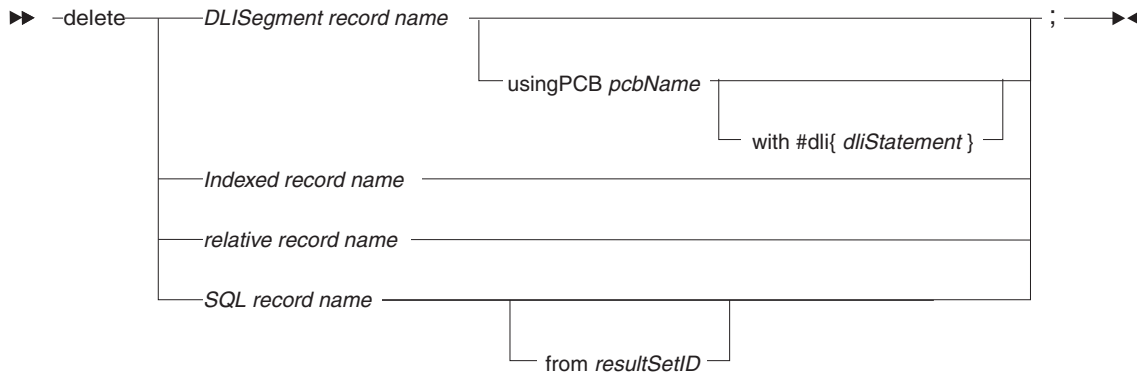 delete DLISegment record name ;
usingPCB pcbName
with #dli{ dliStatement }
Indexed record name
relative record name
SQL record name
from resultSetID